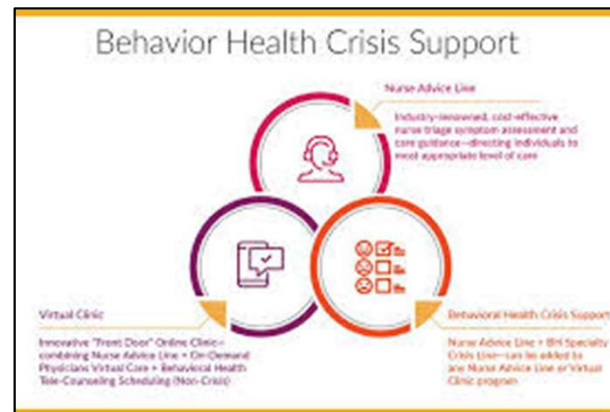 Behavior Health Crisis Support
Nurse Advice Line
Industry-renowned, cost-effective
nurse triage symptom assessment and
care guidance—directing individuals to
most appropriate level of care
Virtual Clinic
Innovative "Front Door" Online Clinic—
combining Nurse Advice Line + On-Demand
Physicians Virtual Care + Behavioral Health
Tele-Counseling Scheduling (Non-Crisis)
Behavioral Health Crisis Support
Nurse Advice Line + BH Specialty
Crisis Line—can be added to
any Nurse Advice Line or Virtual
Clinic program